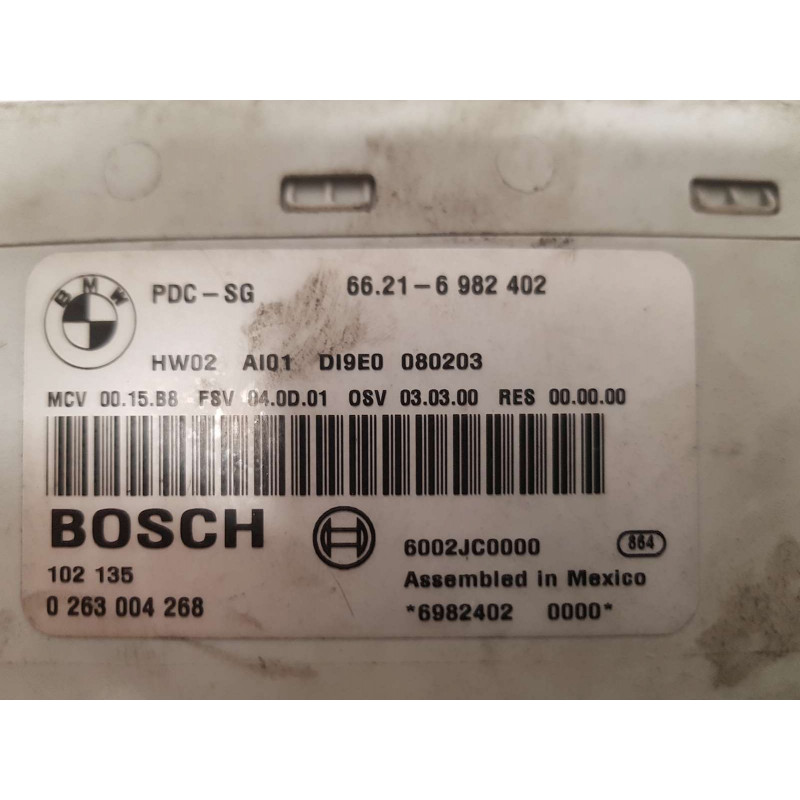 BMW
PDC-SG 66.21-6 982 402
HW02 AI01 DI9E0 080203
MCV 00.15.B8 FSV 04.0D.01 OSV 03.03.00 RES 00.00.00
BOSCH 6002JC0000 864
102 135 Assembled in Mexico
0 263 004 268 *6982402 0000*